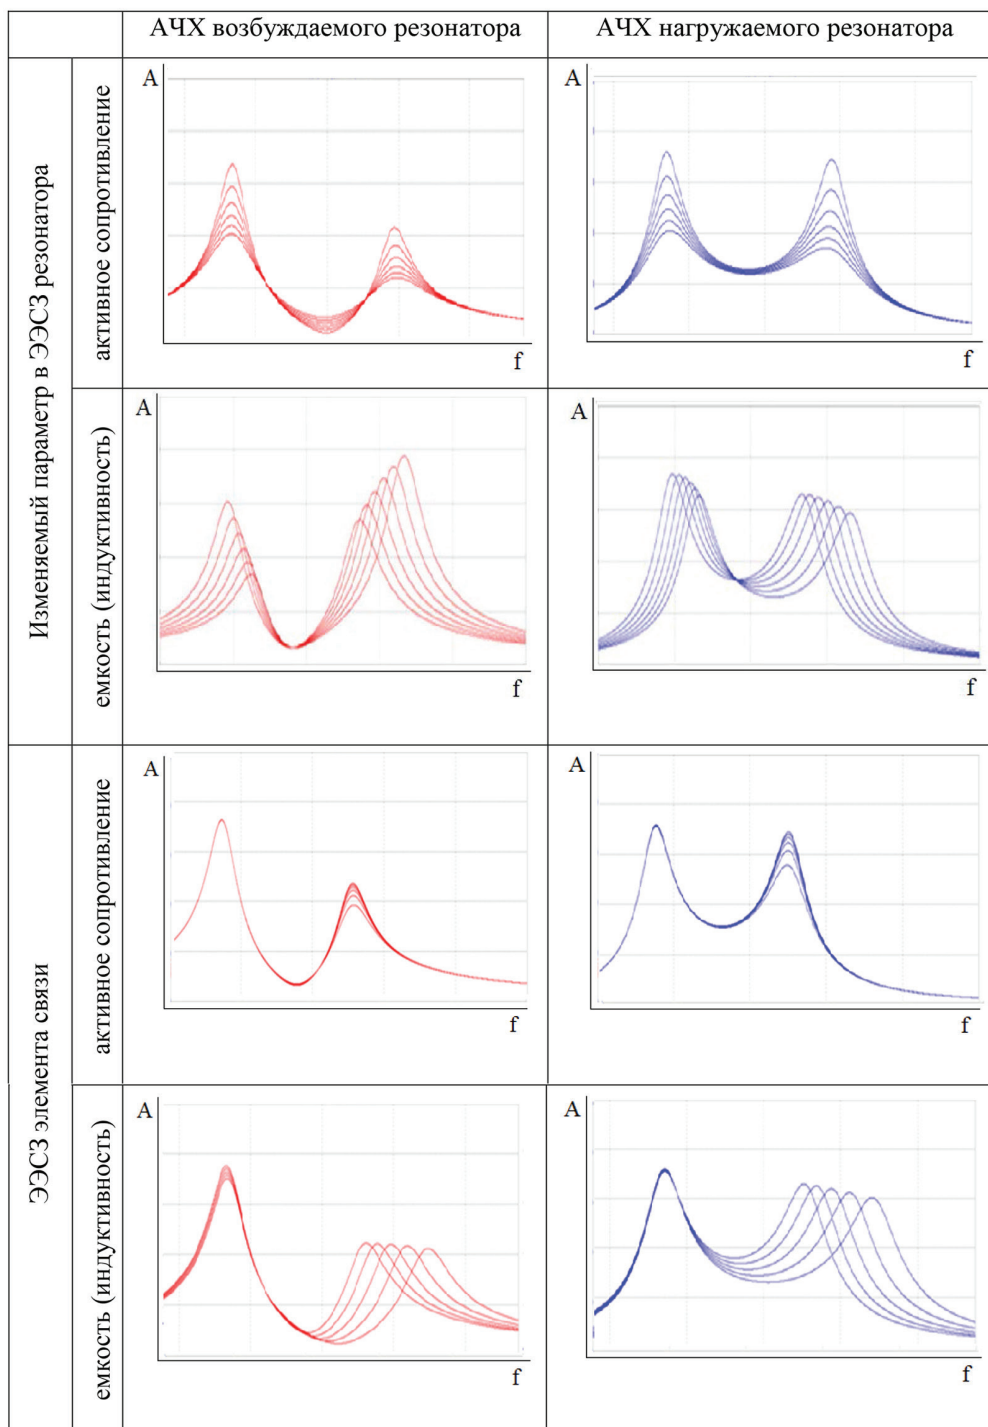 АЧХ возбуждаемого резонатора
АЧХ нагружаемого резонатора
Изменяемый параметр в ЭЭСЗ резонатора
активное сопротивление
A
f
A
f
емкость (индуктивность)
A
f
A
f
ЭЭСЗ элемента связи
активное сопротивление
A
f
A
f
емкость (индуктивность)
A
f
A
f